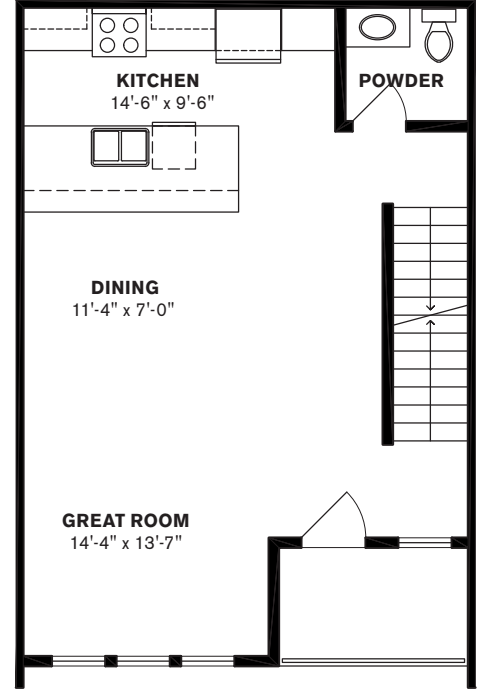 KITCHEN
14'-6" x 9'-6"
POWDER
DINING
11'-4" x 7'-0"
GREAT ROOM
14'-4" x 13'-7"